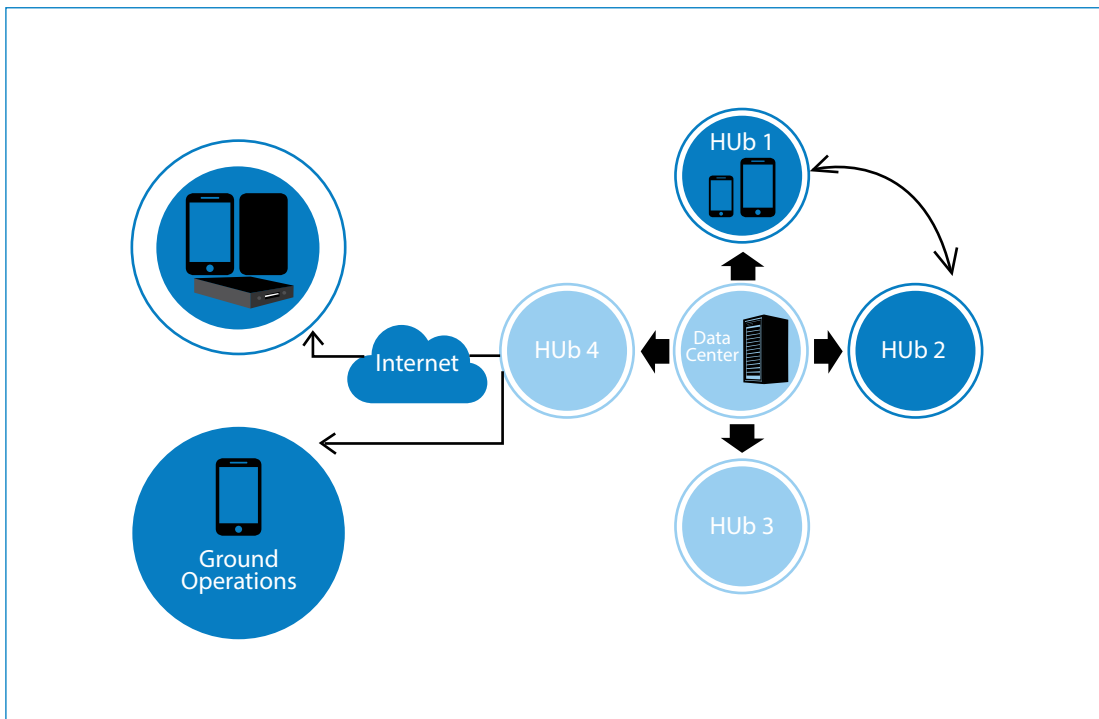 HUb 1
Internet
HUb 4
Data
Center
HUb 2
HUb 3
Ground
Operations